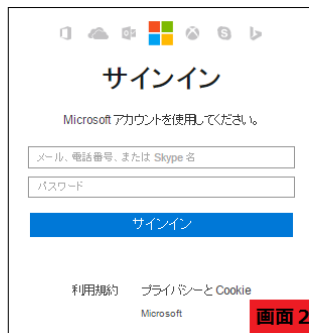 サインイン
Microsoft アカウントを使用してください。
メール、電話番号、または Skype 名
パスワード
サインイン
利用規約 プライバシーと Cookie
Microsoft
画面 2